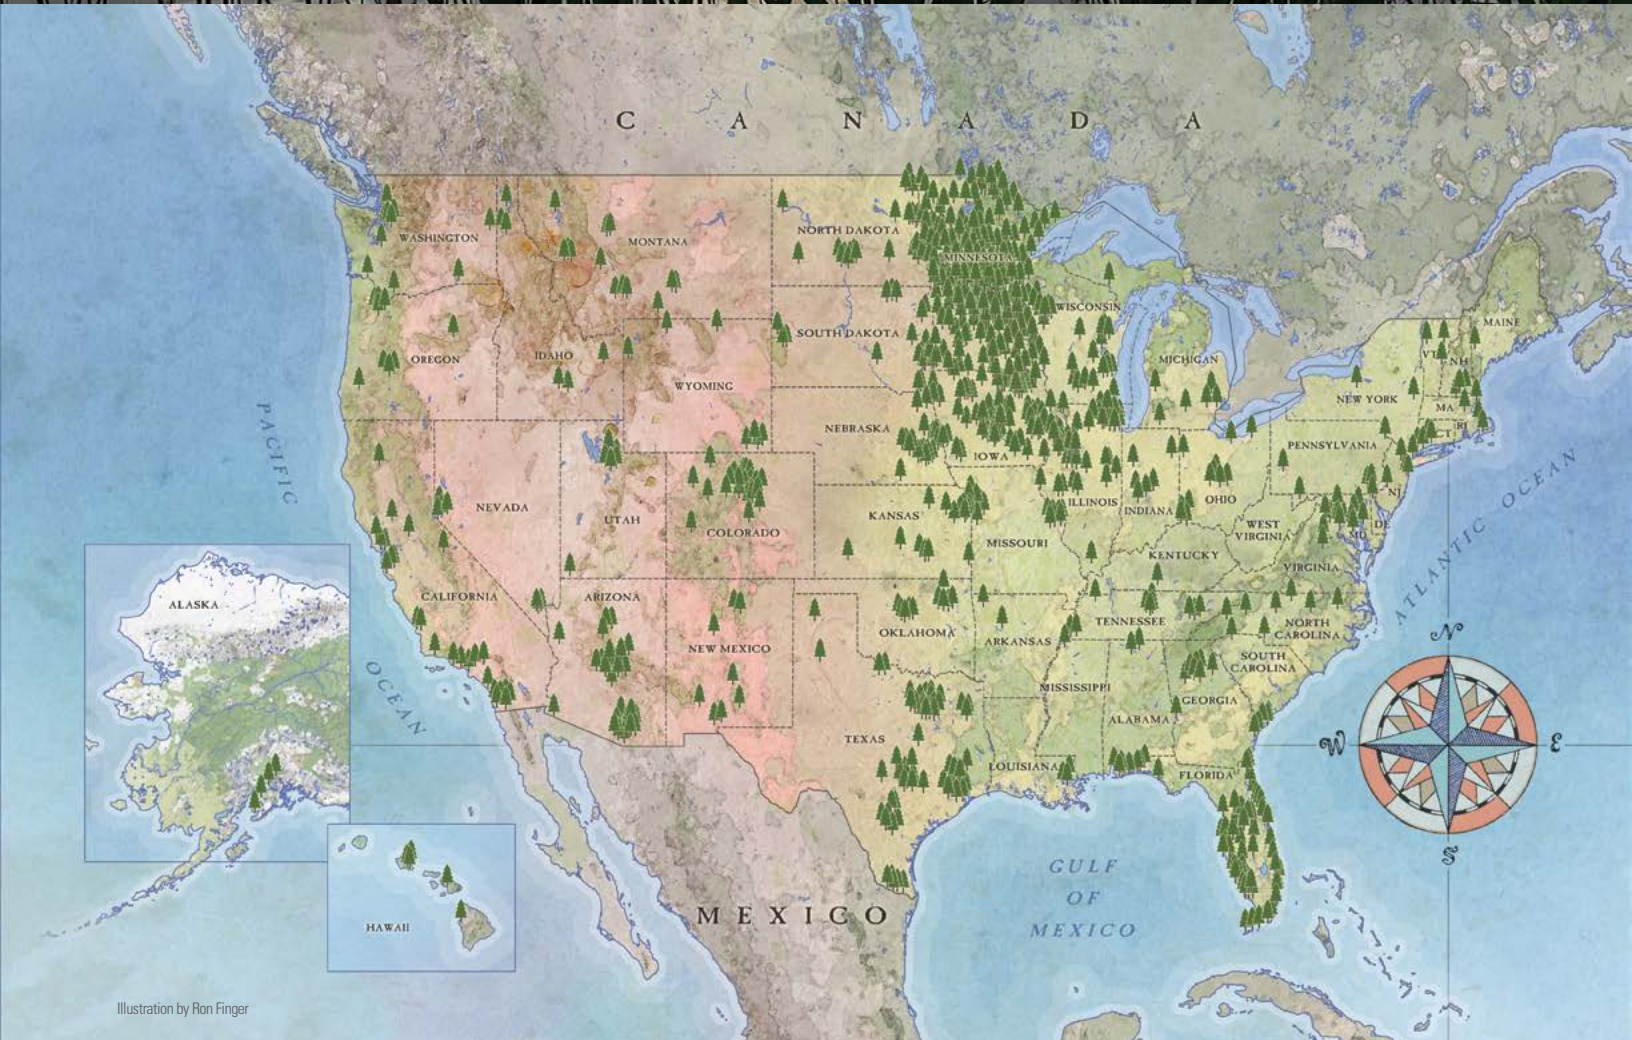 C A N A D A
WASHINGTON
MONTANA
NORTH DAKOTA
MINNESOTA
WISCONSIN
MAINE
OREGON
IDAHO
SOUTH DAKOTA
MICHIGAN
VT
NH
WYOMING
NEW YORK
MA
NEBRASKA
CT
RI
IOWA
PENNSYLVANIA
PACIFIC
OCEAN
NEVADA
UTAH
COLORADO
KANSAS
ILLINOIS
INDIANA
OHIO
NJ
MISSOURI
WEST
VIRGINIA
MD
DE
KENTUCKY
VIRGINIA
ATLANTIC OCEAN
ALASKA
CALIFORNIA
ARIZONA
NEW MEXICO
OKLAHOMA
ARKANSAS
TENNESSEE
NORTH
CAROLINA
SOUTH
CAROLINA
MISSISSIPPI
ALABAMA
GEORGIA
TEXAS
LOUISIANA
FLORIDA
N
W
E
S
GULF
OF
MEXICO
MEXICO
HAWAII
Illustration by Ron Finger